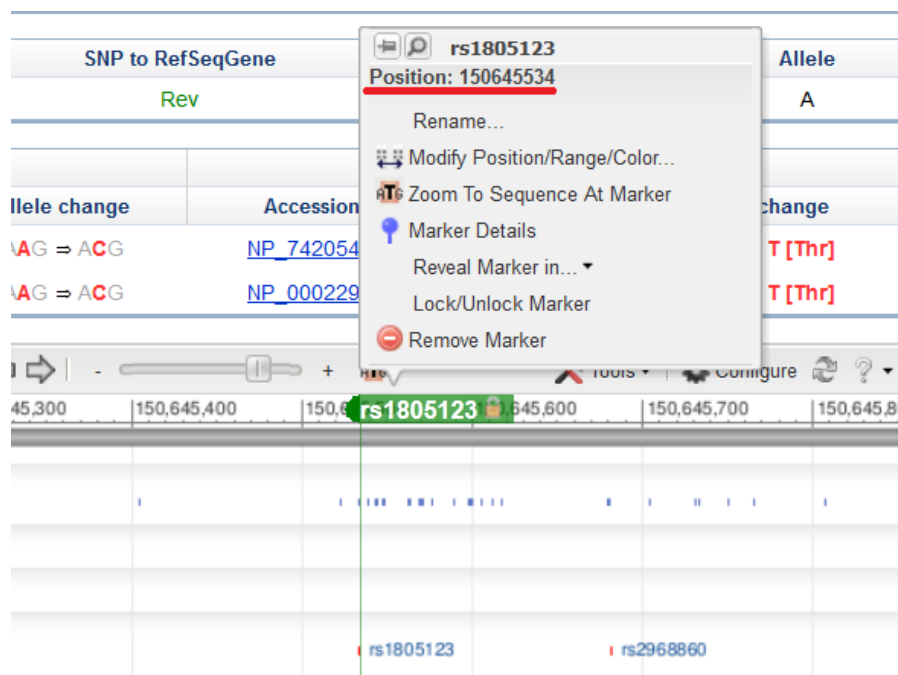 SNP to RefSeqGene
Allele
Rev
A
rs1805123
Position: 150645534
Rename...
Modify Position/Range/Color...
ATG Zoom To Sequence At Marker
Marker Details
Reveal Marker in...
Lock/Unlock Marker
Remove Marker
llele change
Accession
change
AG ⇒ ACG
NP_742054
T [Thr]
AG ⇒ ACG
NP_000229
T [Thr]
- +
Tools
Configure
?
45,300
150,645,400
150,6
rs1805123
,645,600
150,645,700
150,645,8
rs1805123
rs2968860